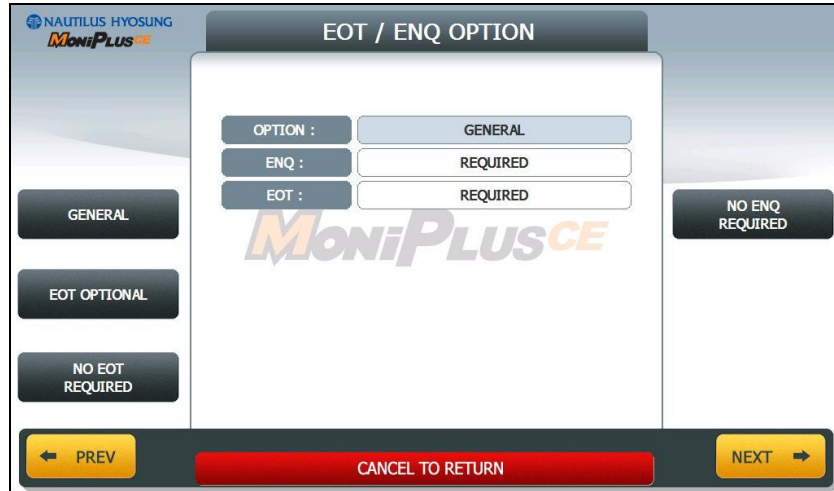 NAUTILUS HYOSUNG
MONiPLUSCE
EOT / ENQ OPTION
OPTION :
GENERAL
ENQ :
REQUIRED
EOT :
REQUIRED
MONiPLUSCE
GENERAL
NO ENQ
REQUIRED
EOT OPTIONAL
NO EOT
REQUIRED
PREV
CANCEL TO RETURN
NEXT